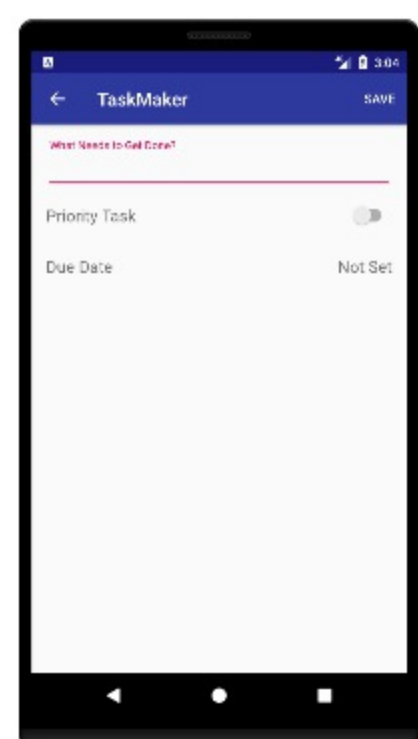 3:04
TaskMaker SAVE
What Needs to Get Done?
Priority Task
Due Date Not Set